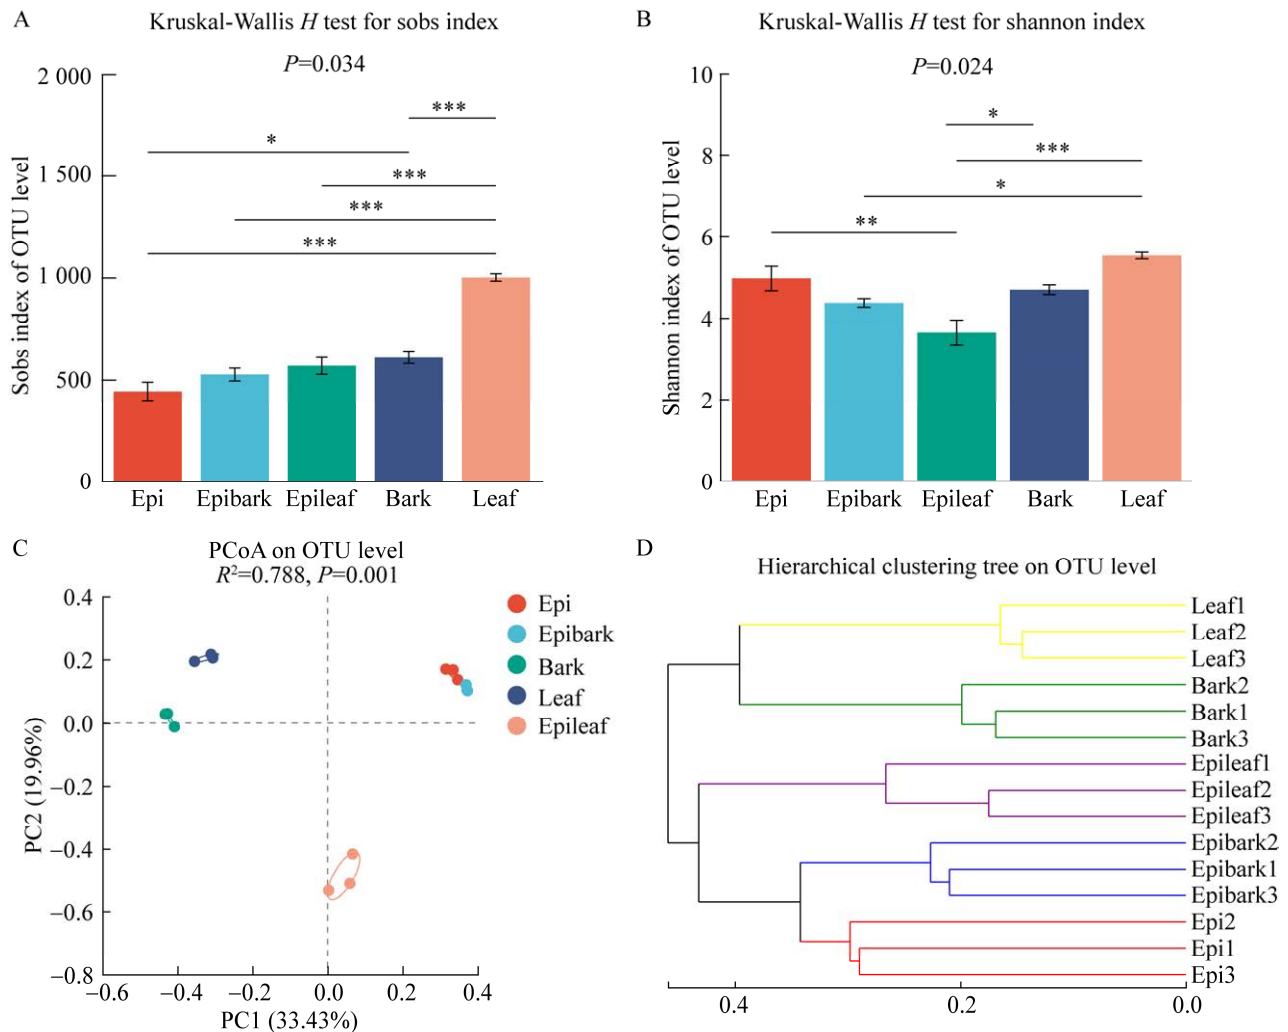 A
Kruskal-Wallis H test for sobs index
P=0.034
Sobs index of OTU level
2 000
1 500
1 000
500
0
***
*
***
***
***
Epi Epibark Epileaf Bark Leaf
B
Kruskal-Wallis H test for shannon index
P=0.024
Shannon index of OTU level
10
8
6
4
2
0
*
***
*
**
Epi Epibark Epileaf Bark Leaf
C
PCoA on OTU level
R²=0.788, P=0.001
PC2 (19.96%)
0.4
0.2
0.0
–0.2
–0.4
–0.6
–0.8
–0.6 –0.4 –0.2 0.0 0.2 0.4
PC1 (33.43%)
Epi
Epibark
Bark
Leaf
Epileaf
D
Hierarchical clustering tree on OTU level
Leaf1
Leaf2
Leaf3
Bark2
Bark1
Bark3
Epileaf1
Epileaf2
Epileaf3
Epibark2
Epibark1
Epibark3
Epi2
Epi1
Epi3
0.4 0.2 0.0